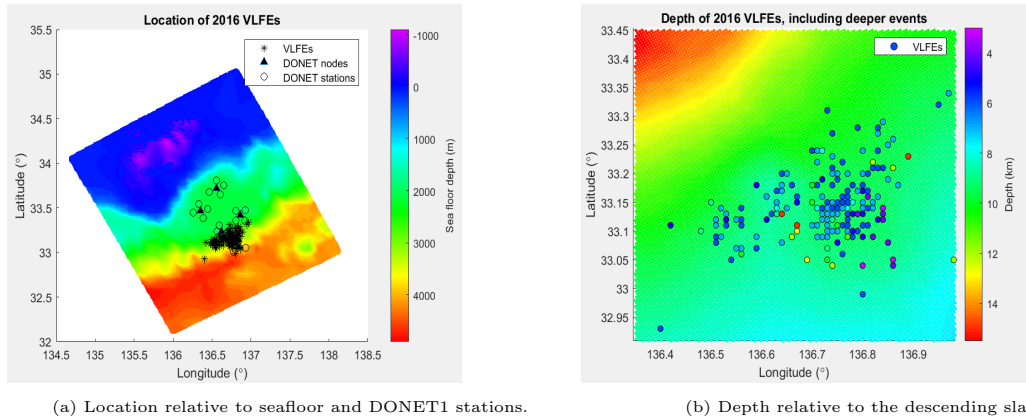 Location of 2016 VLFEs
35.5
35
34.5
34
33.5
33
32.5
32
134.5 135 135.5 136 136.5 137 137.5 138 138.5
Latitude (°)
Longitude (°)
VLFEs
DONET nodes
DONET stations
-1000
0
1000
2000
3000
4000
Sea floor depth (m)
(a) Location relative to seafloor and DONET1 stations.
Depth of 2016 VLFEs, including deeper events
33.45
33.4
33.35
33.3
33.25
33.2
33.15
33.1
33.05
33
32.95
136.4 136.5 136.6 136.7 136.8 136.9
Latitude (°)
Longitude (°)
VLFEs
4
6
8
10
12
14
Depth (km)
(b) Depth relative to the descending sla